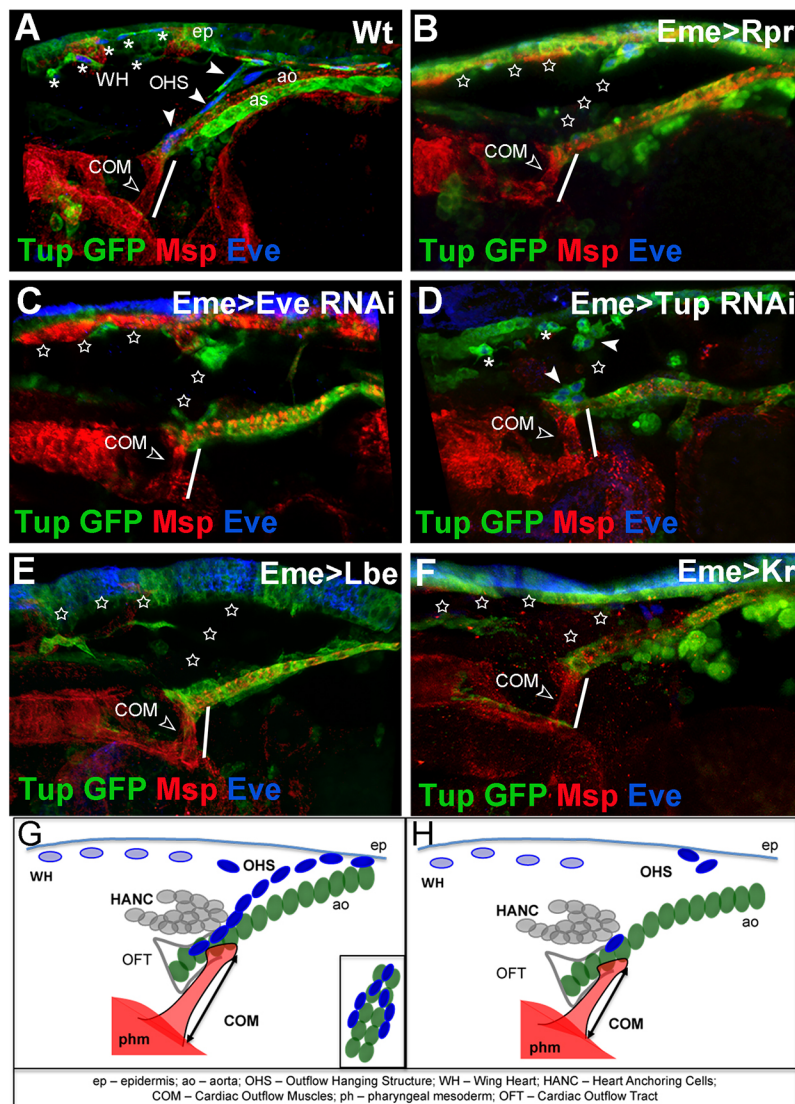 A Wt
ep
WH OHS ao
as
COM
Tup GFP Msp Eve
B Eme>Rpr
COM
Tup GFP Msp Eve
C Eme>Eve RNAi
COM
Tup GFP Msp Eve
D Eme>Tup RNAi
COM
Tup GFP Msp Eve
E Eme>Lbe
COM
Tup GFP Msp Eve
F Eme>Kr
COM
Tup GFP Msp Eve
G
ep
WH
OHS
HANC
ao
OFT
COM
phm
H
ep
WH
OHS
HANC
ao
OFT
COM
phm
ep – epidermis; ao – aorta; OHS – Outflow Hanging Structure; WH – Wing Heart; HANC – Heart Anchoring Cells;
COM – Cardiac Outflow Muscles; ph – pharyngeal mesoderm; OFT – Cardiac Outflow Tract